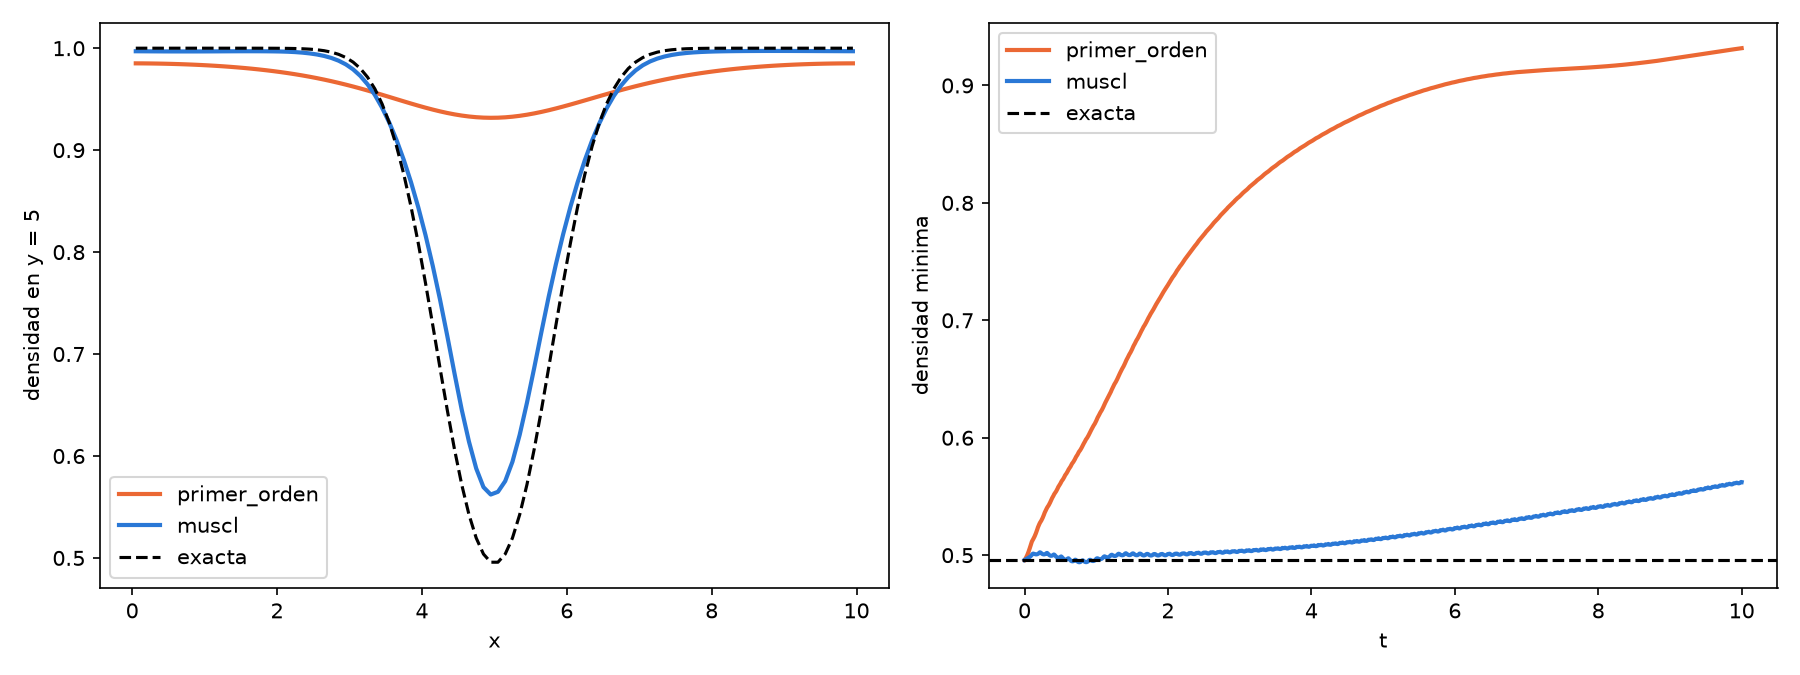 densidad en y = 5
1.0
0.9
0.8
0.7
0.6
0.5
0
2
4
6
8
10
x
primer_orden
muscl
exacta
densidad minima
0.9
0.8
0.7
0.6
0.5
0
2
4
6
8
10
t
primer_orden
muscl
exacta